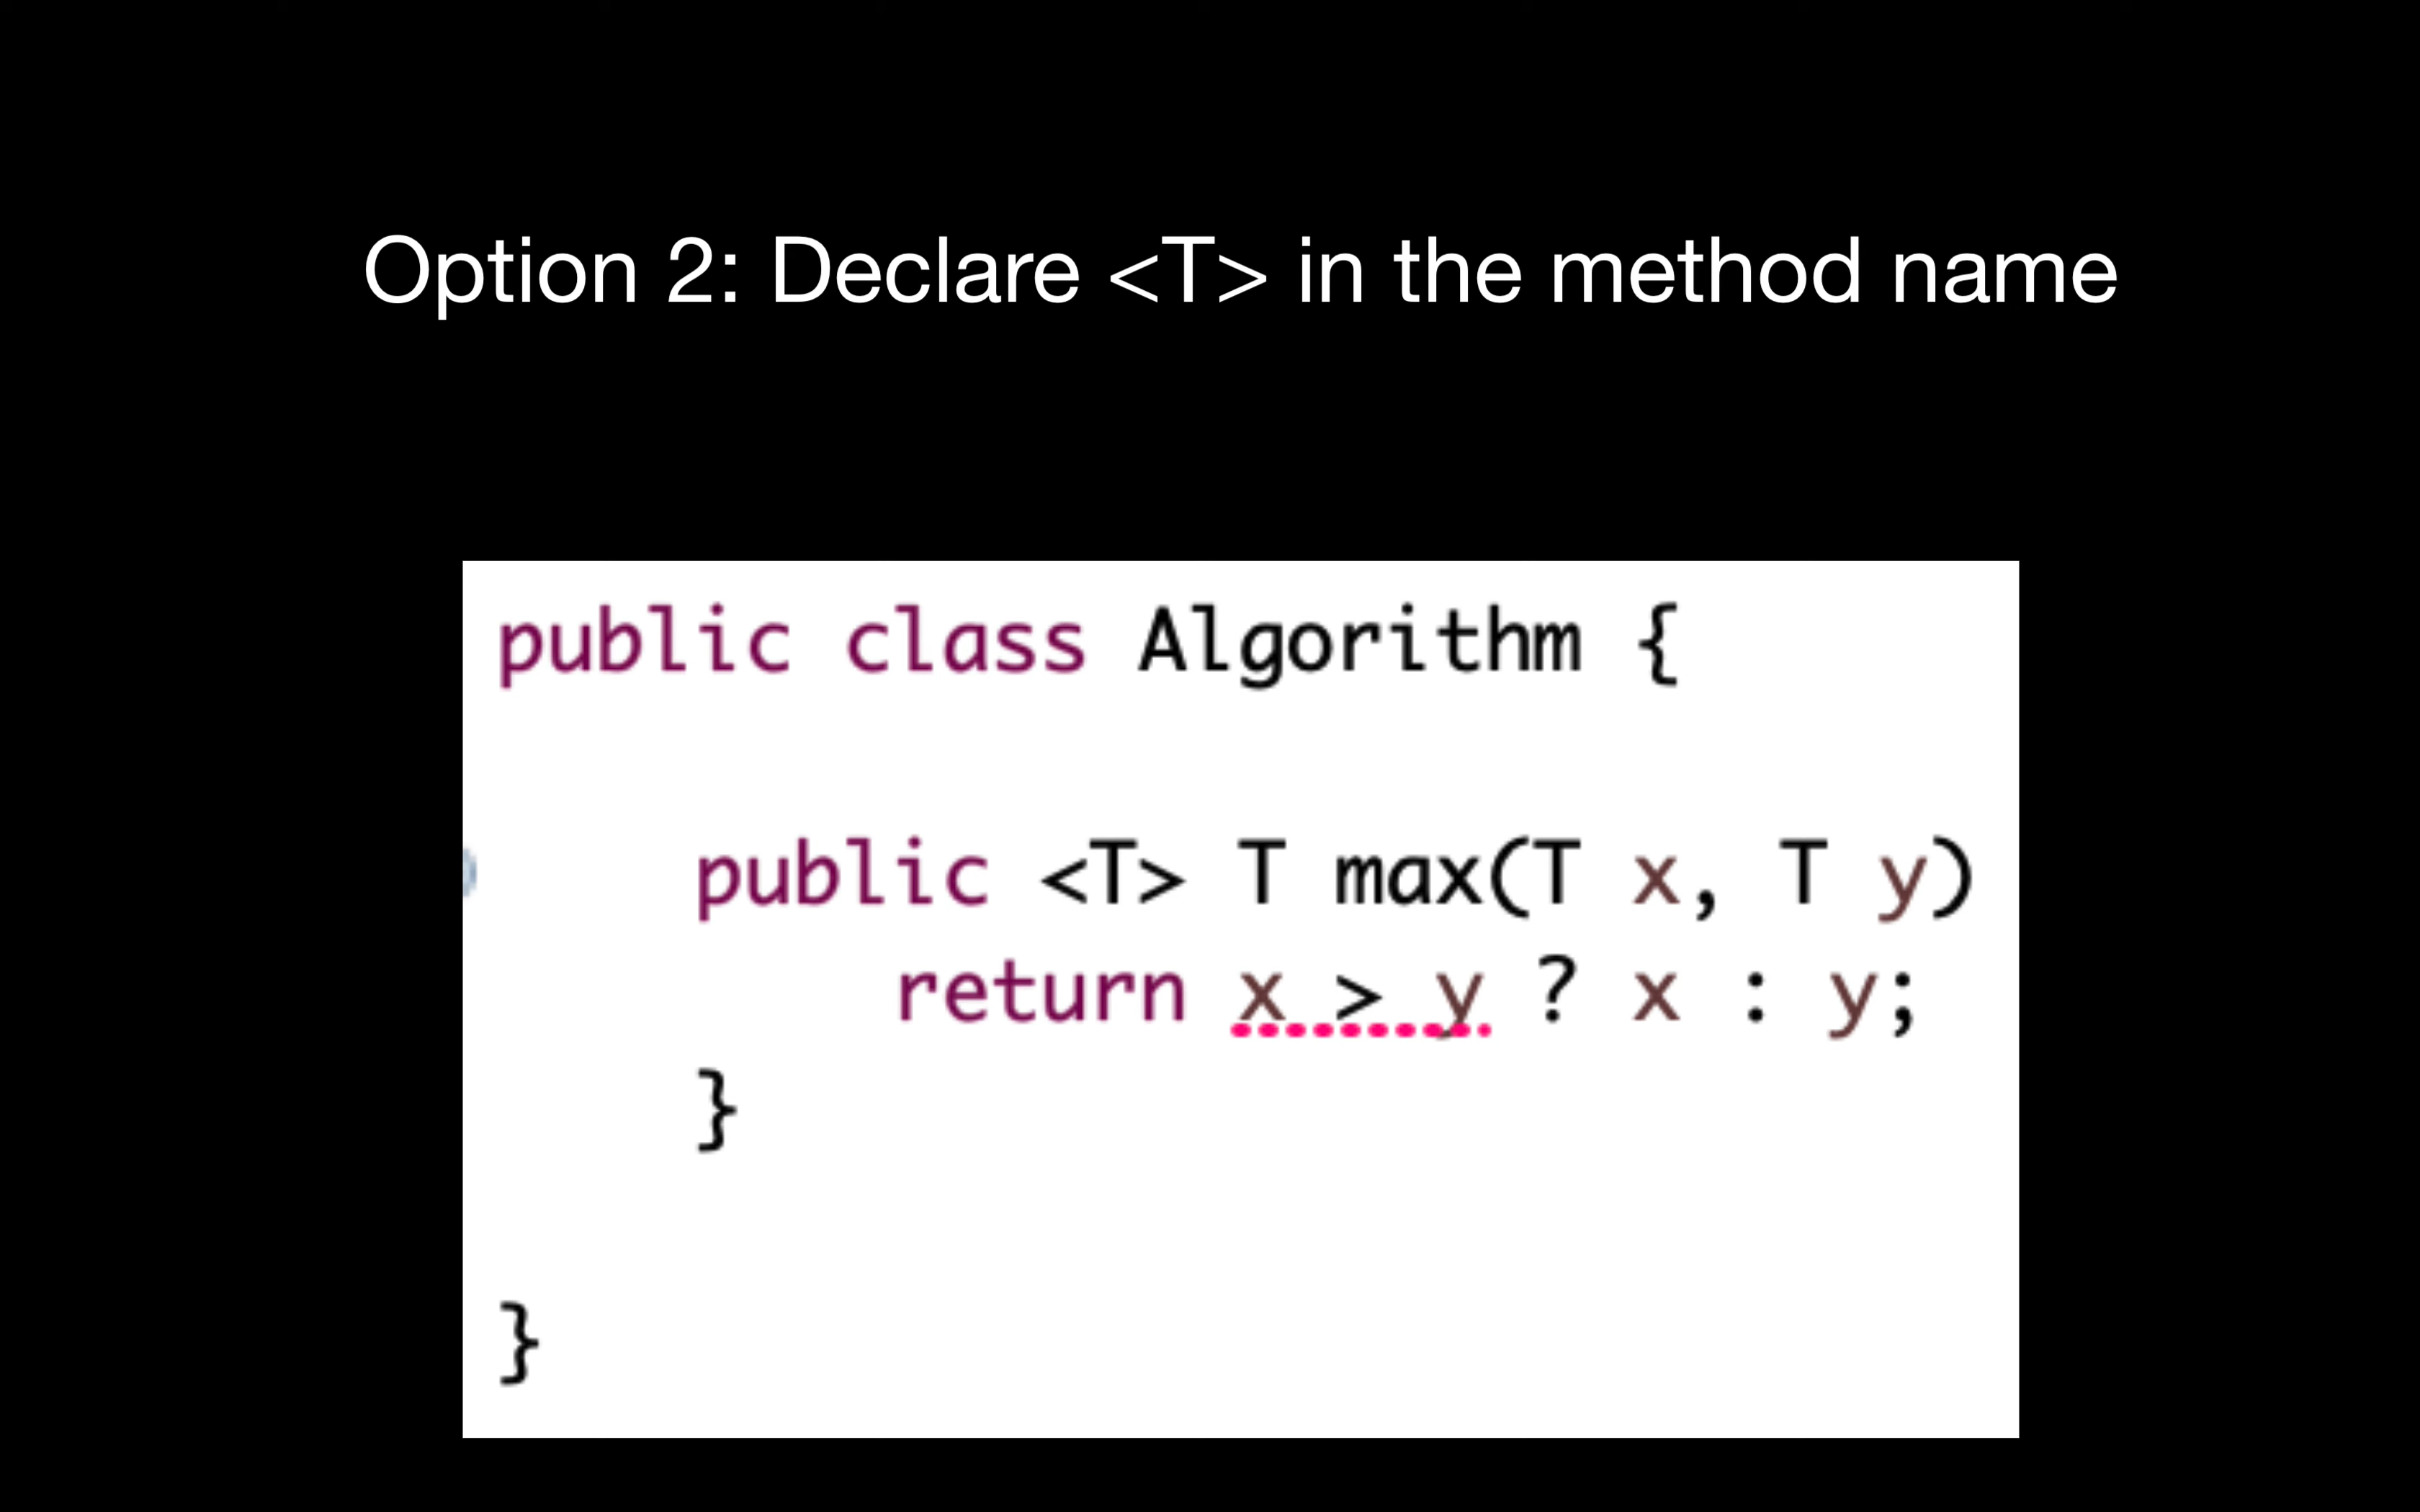 Option 2: Declare <T> in the method name
public class Algorithm {
public <T> T max(T x, T y)
return x > y ? x : y;
}
}